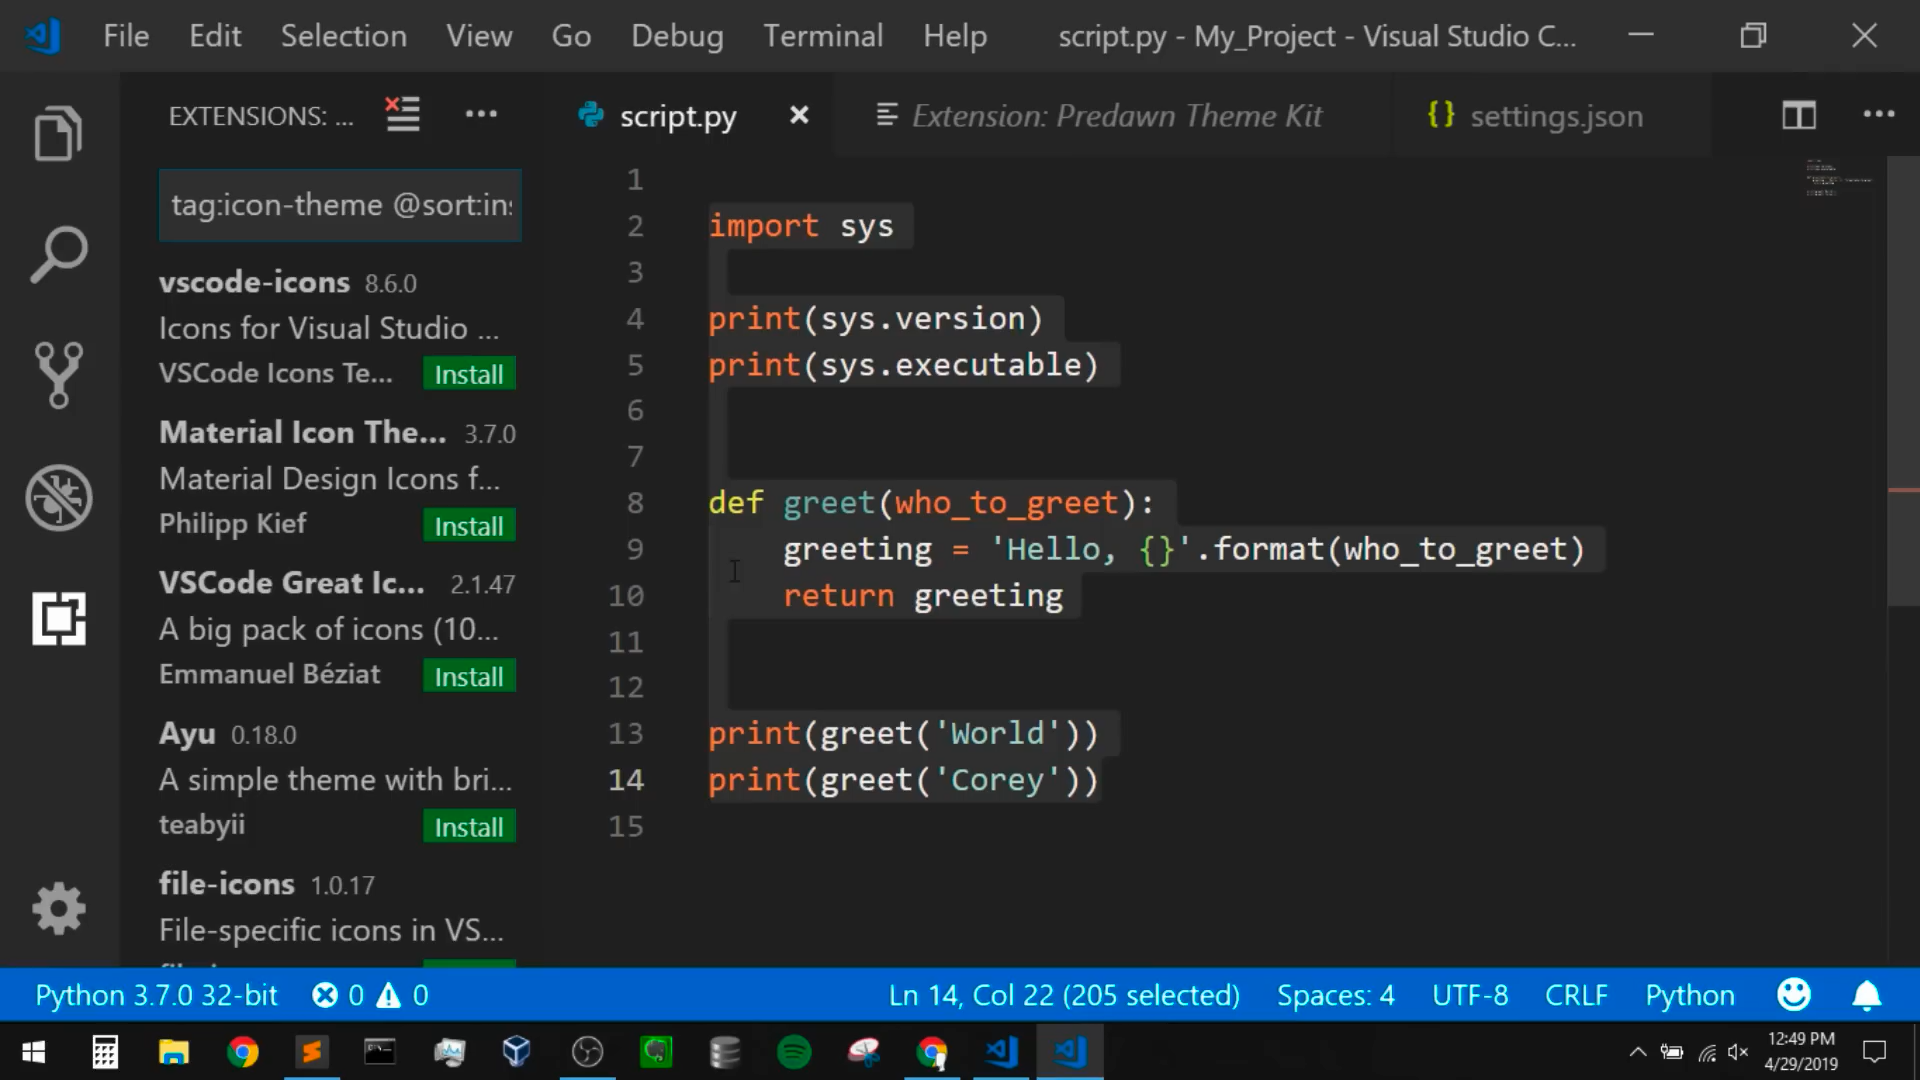 File Edit Selection View Go Debug Terminal Help script.py - My_Project - Visual Studio C...
EXTENSIONS: ...
script.py
Extension: Predawn Theme Kit
{} settings.json
tag:icon-theme @sort:ins
vscode-icons 8.6.0
Icons for Visual Studio ...
VSCode Icons Te... Install
Material Icon The... 3.7.0
Material Design Icons f...
Philipp Kief Install
VSCode Great Ic... 2.1.47
A big pack of icons (10...
Emmanuel Béziat Install
Ayu 0.18.0
A simple theme with bri...
teabyii Install
file-icons 1.0.17
File-specific icons in VS...
1
2 import sys
3
4 print(sys.version)
5 print(sys.executable)
6
7
8 def greet(who_to_greet):
9 greeting = 'Hello, {}'.format(who_to_greet)
10 return greeting
11
12
13 print(greet('World'))
14 print(greet('Corey'))
15
Python 3.7.0 32-bit 0 0 Ln 14, Col 22 (205 selected) Spaces: 4 UTF-8 CRLF Python
12:49 PM
4/29/2019